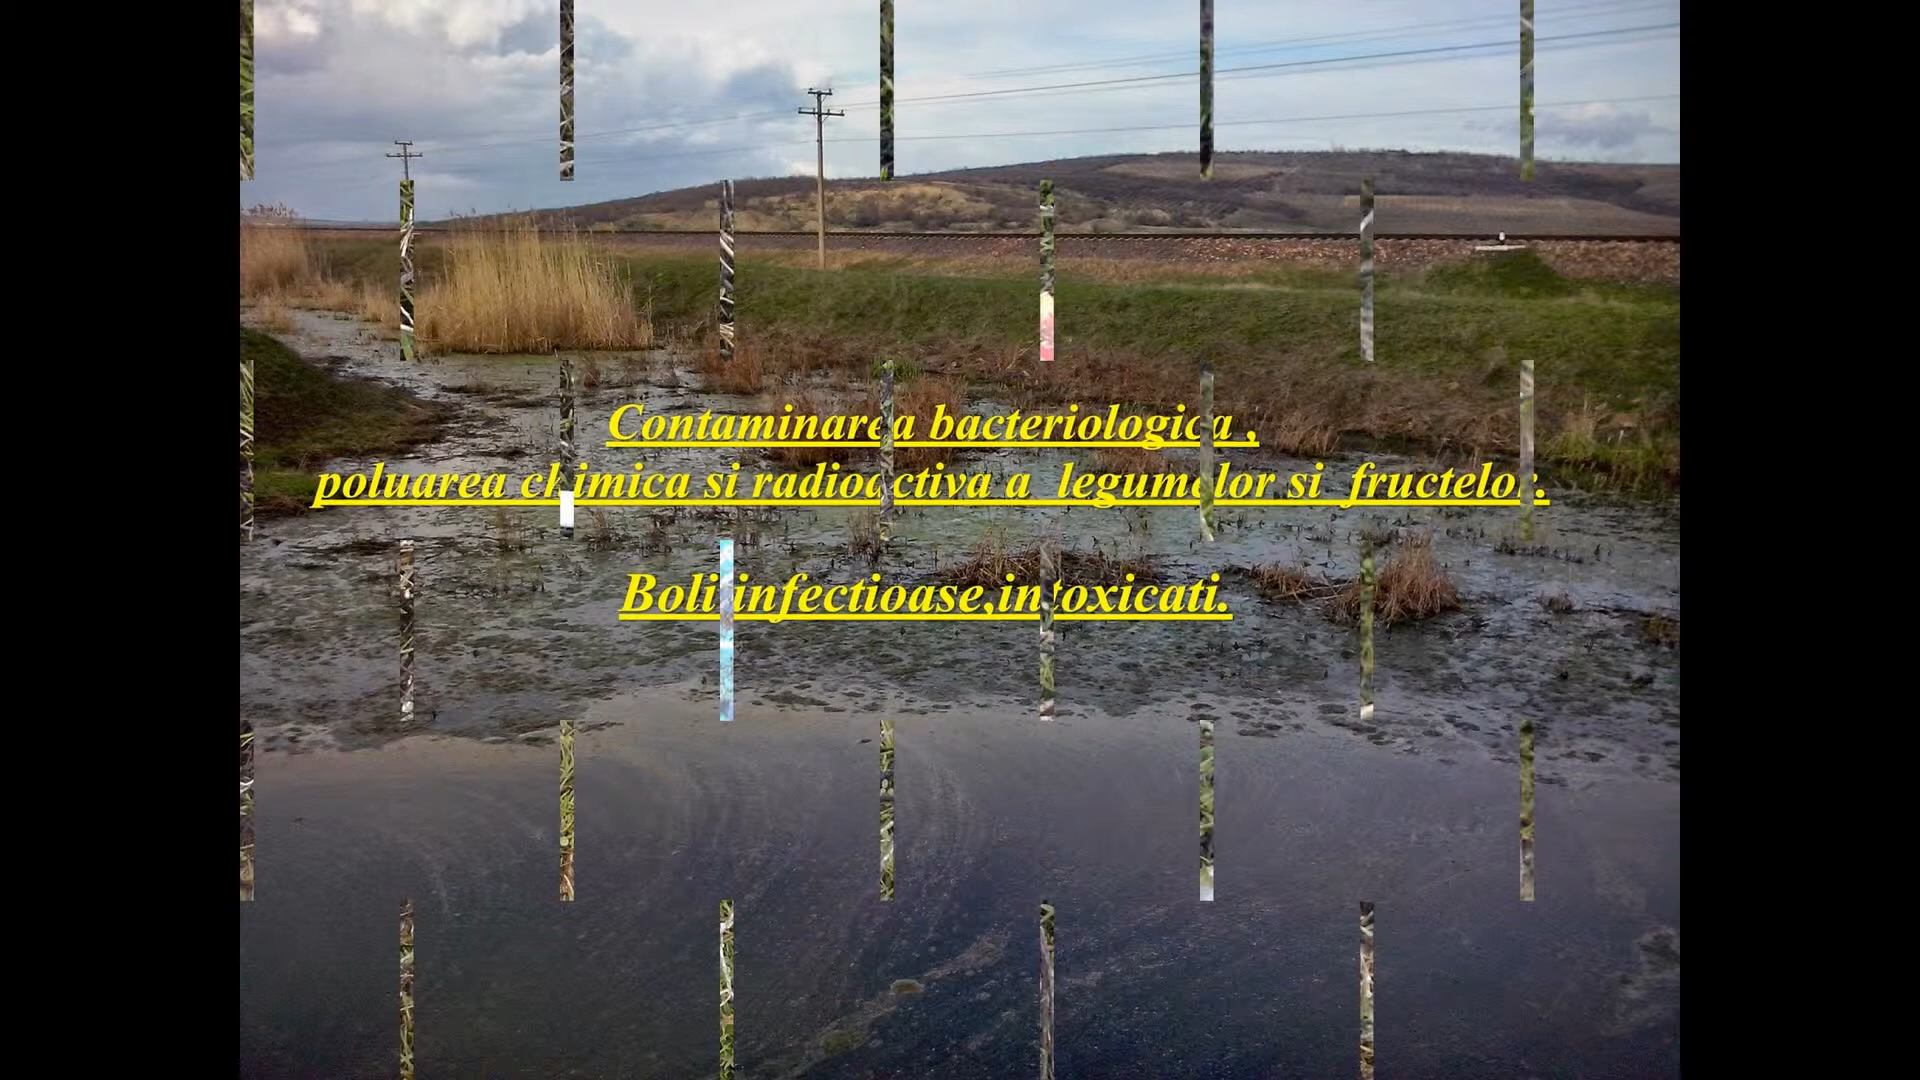 Contaminarea bacteriologica ,
poluarea chimica si radioactiva a legumelor si fructelor.
Boli infectioase,intoxicati.